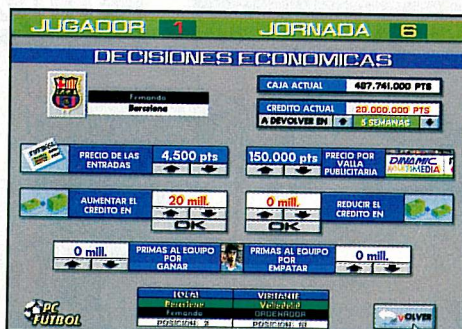 JUGADOR 1 JORNADA 6
DECISIONES ECONOMICAS
Fernando
Barcelona
CAJA ACTUAL 487.741.000 PTS
CREDITO ACTUAL 20.000.000 PTS
A DEVOLVER EN 5 SEMANAS
FUTBOL
PRECIO DE LAS ENTRADAS
4.500 pts
150.000 pts
PRECIO POR VALLA PUBLICITARIA
DINAMIC MULTIMEDIA
AUMENTAR EL CREDITO EN
20 mill.
OK
0 mill.
OK
REDUCIR EL CREDITO EN
0 mill.
PRIMAS AL EQUIPO POR GANAR
PRIMAS AL EQUIPO POR EMPATAR
0 mill.
PC FUTBOL
LOCAL VISITANTE
Barcelona Valladolid
Fernando ORDENADOR
POSICION: 2 POSICION:
VOLVER